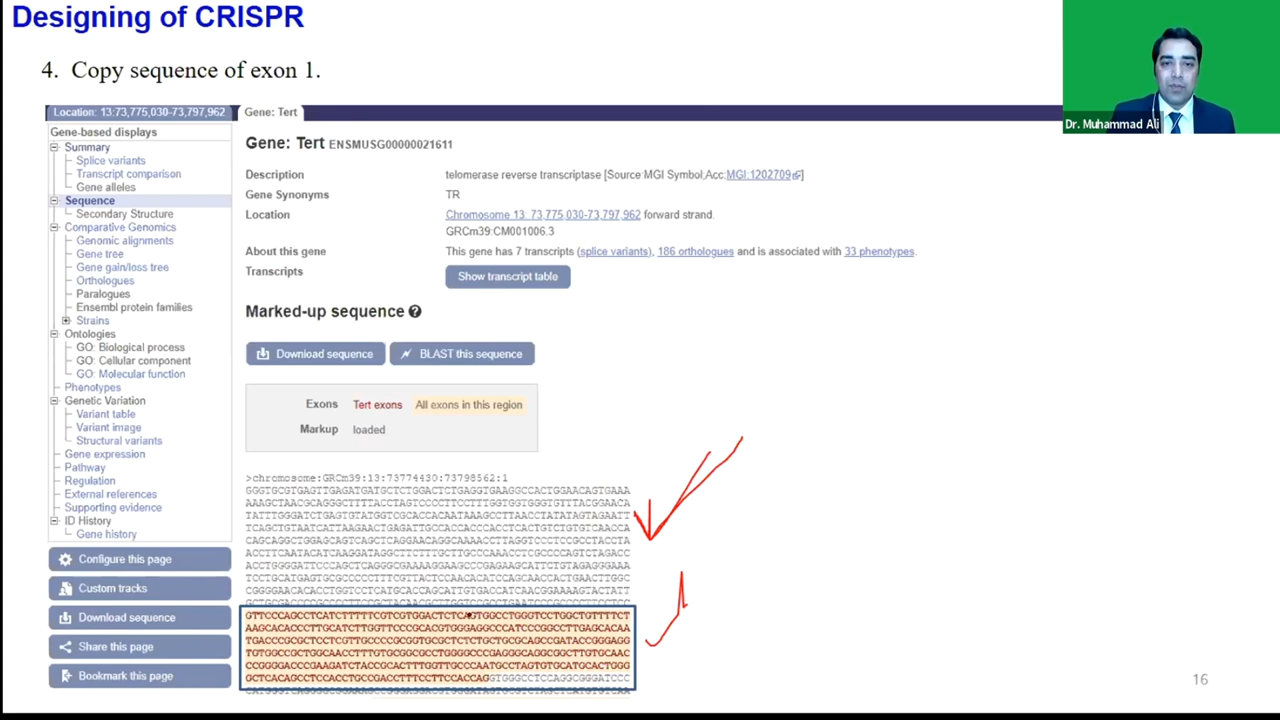 Designing of CRISPR
4. Copy sequence of exon 1.
Dr. Muhammad Ali
Location: 13:73,775,030-73,797,962
Gene: Tert
Gene-based displays
Summary
Splice variants
Transcript comparison
Gene alleles
Sequence
Secondary Structure
Comparative Genomics
Genomic alignments
Gene tree
Gene gain/loss tree
Orthologues
Paralogues
Ensembl protein families
Strains
Ontologies
GO: Biological process
GO: Cellular component
GO: Molecular function
Phenotypes
Genetic Variation
Variant table
Variant image
Structural variants
Gene expression
Pathway
Regulation
External references
Supporting evidence
ID History
Gene history
Configure this page
Custom tracks
Download sequence
Share this page
Bookmark this page
Gene: Tert ENSMUSG00000021611
Description telomerase reverse transcriptase [Source:MGI Symbol;Acc:MGI:1202709]
Gene Synonyms TR
Location Chromosome 13: 73,775,030-73,797,962 forward strand.
GRCm39:CM001006.3
About this gene This gene has 7 transcripts (splice variants), 186 orthologues and is associated with 33 phenotypes.
Transcripts Show transcript table
Marked-up sequence
Download sequence BLAST this sequence
Exons Tert exons All exons in this region
Markup loaded
>chromosome:GRCm39:13:73774430:73798562:1
16